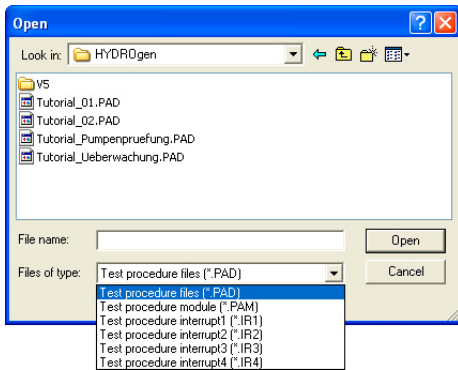 Open
Look in: HYDROgen
V5
Tutorial_01.PAD
Tutorial_02.PAD
Tutorial_Pumpenpruefung.PAD
Tutorial_Ueberwachung.PAD
File name: Open
Files of type: Test procedure files (*.PAD) Cancel
Test procedure files (*.PAD)
Test procedure module (*.PAM)
Test procedure interrupt1 (*.IR1)
Test procedure interrupt2 (*.IR2)
Test procedure interrupt3 (*.IR3)
Test procedure interrupt4 (*.IR4)